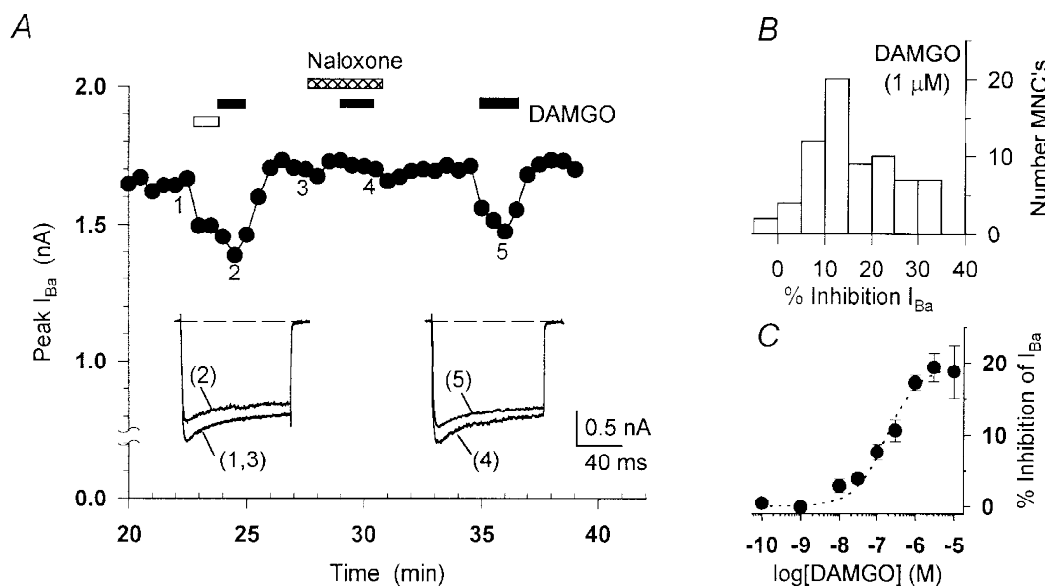 A
Naloxone
DAMGO
2.0
1.5
1.0
0.0
Peak I_Ba (nA)
1
2
3
4
5
(2)
(1,3)
(5)
(4)
0.5 nA
40 ms
20
25
30
35
40
Time (min)
B
DAMGO
(1 μM)
20
10
0
Number MNC's
0
10
20
30
40
% Inhibition I_Ba
C
20
10
0
% Inhibition of I_Ba
-10
-9
-8
-7
-6
-5
log[DAMGO] (M)